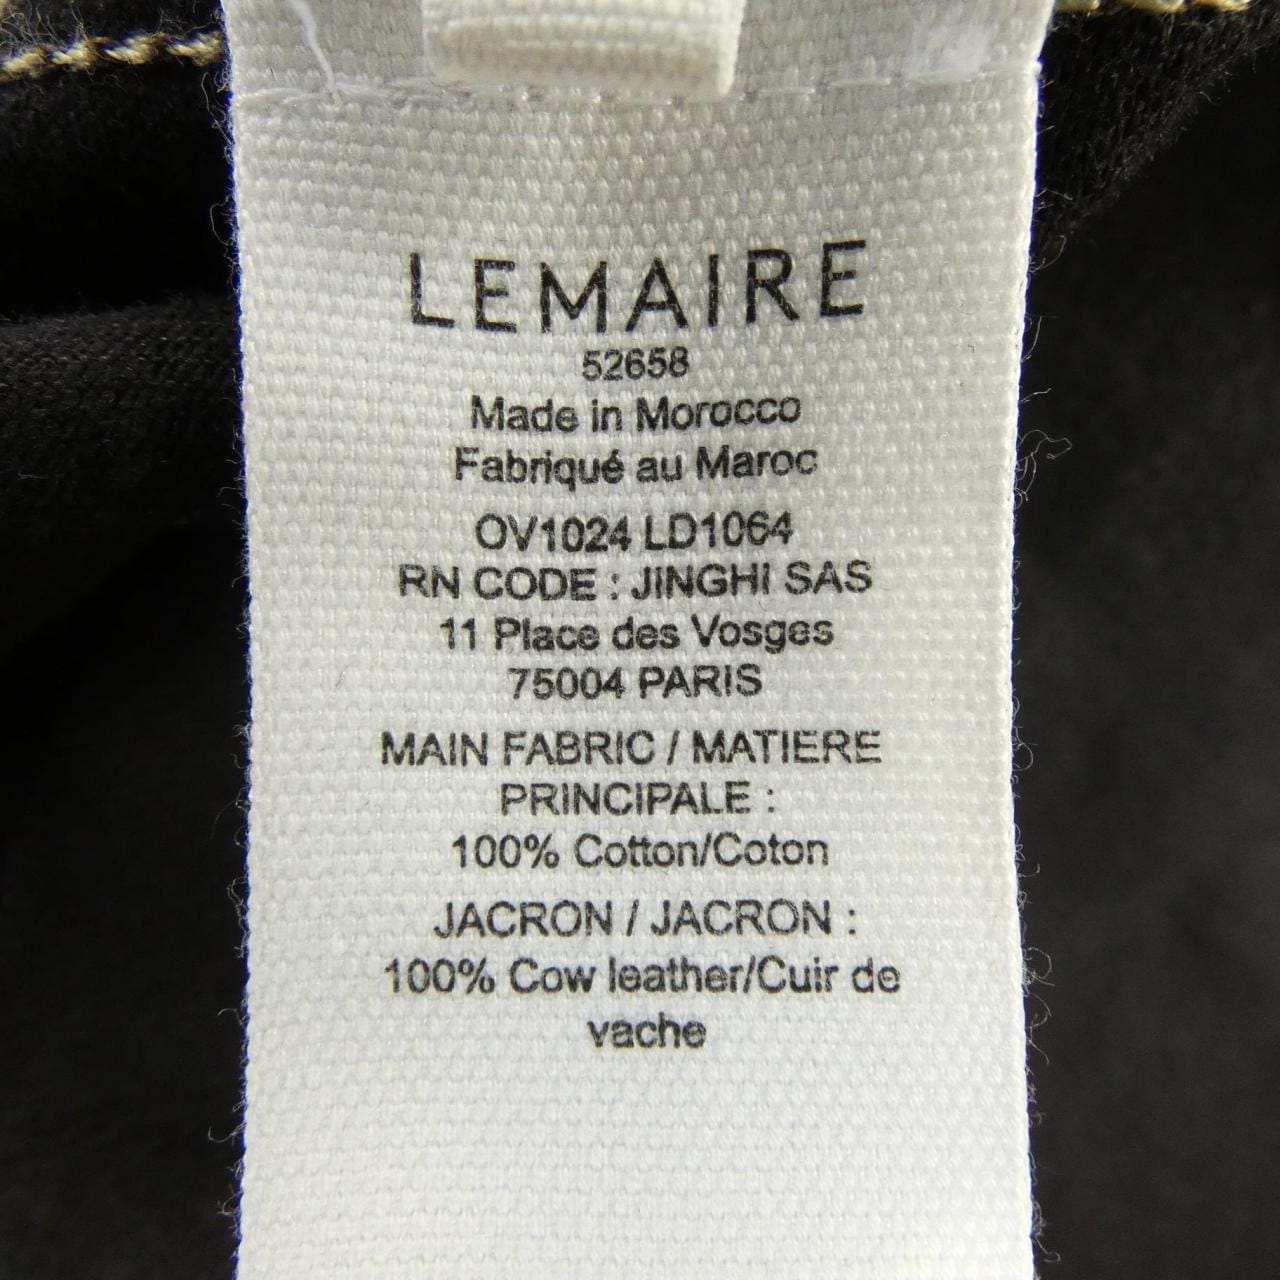 LEMAIRE
52658
Made in Morocco
Fabriqué au Maroc
OV1024 LD1064
RN CODE : JINGHI SAS
11 Place des Vosges
75004 PARIS
MAIN FABRIC / MATIERE
PRINCIPALE :
100% Cotton/Coton
JACRON / JACRON :
100% Cow leather/Cuir de
vache